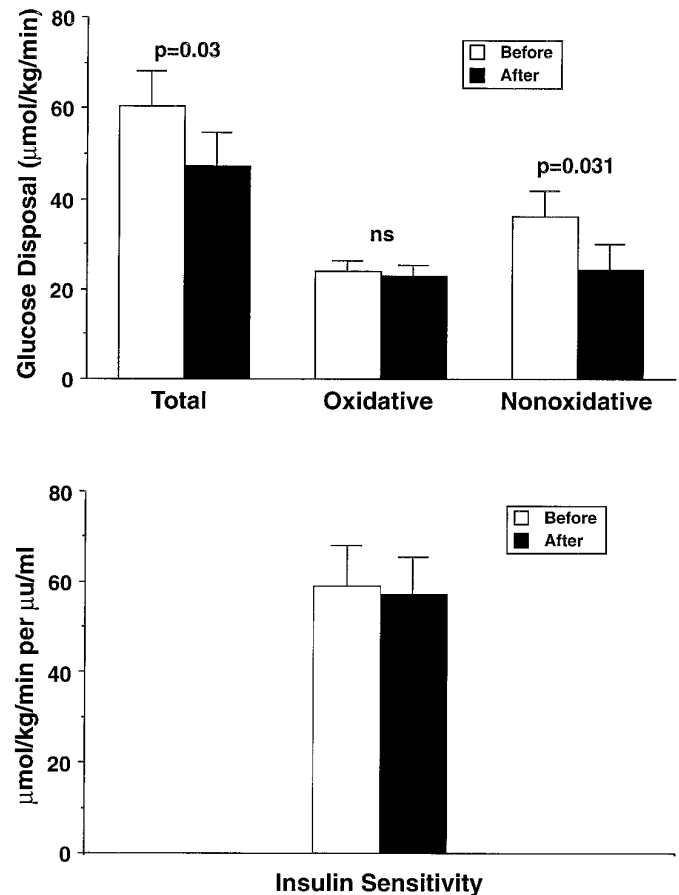 Glucose Disposal (μmol/kg/min)
80
60
40
20
0
p=0.03
ns
p=0.031
Before
After
Total
Oxidative
Nonoxidative
μmol/kg/min per μu/ml
80
60
40
20
0
Before
After
Insulin Sensitivity